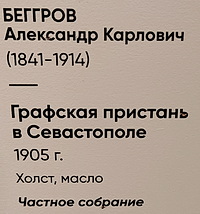 БЕГГРОВ
Александр Карлович
(1841-1914)
Графская пристань
в Севастополе
1905 г.
Холст, масло
Частное собрание